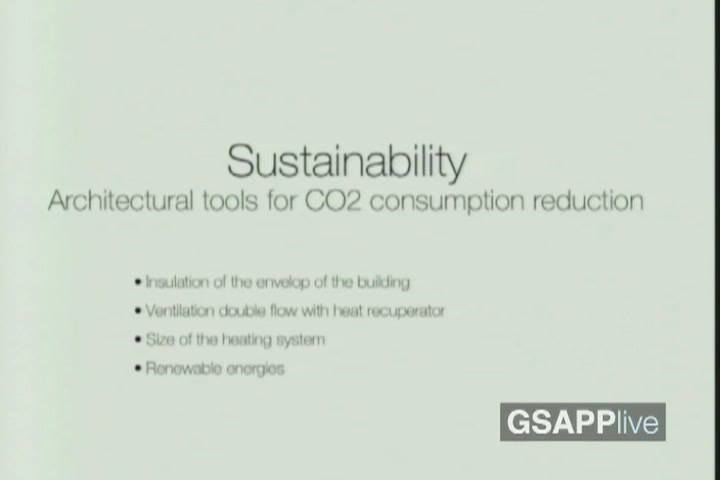 Sustainability
Architectural tools for CO2 consumption reduction
• Insulation of the envelop of the building
• Ventilation double flow with heat recuperator
• Size of the heating system
• Renewable energies
GSAPPlive